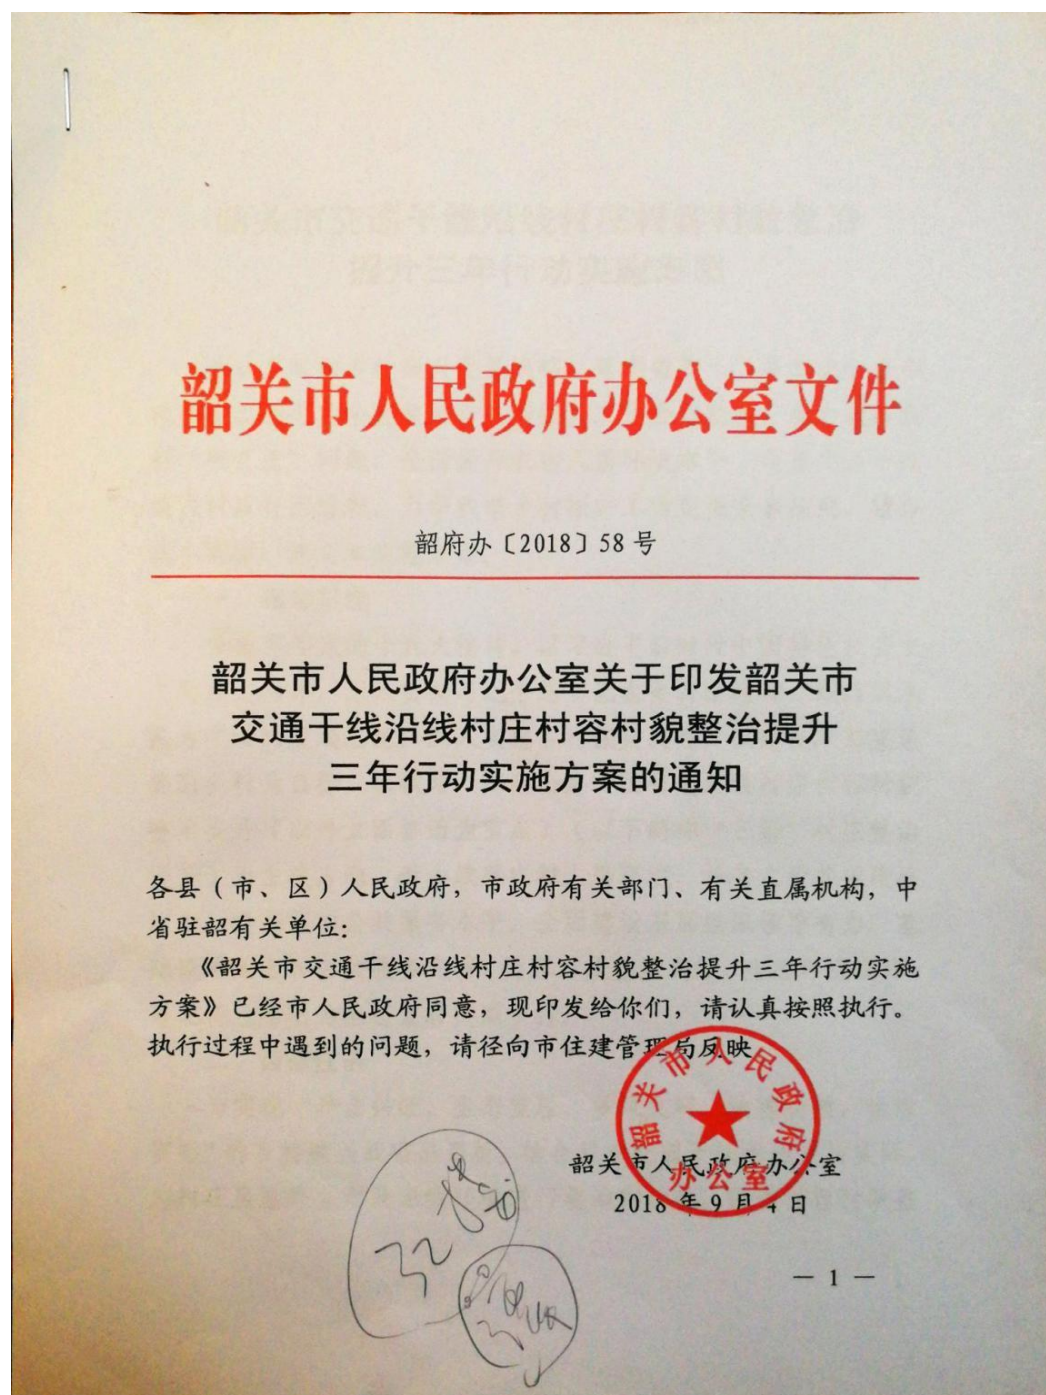 韶关市人民政府办公室文件
韶府办〔2018〕58 号
韶关市人民政府办公室关于印发韶关市
交通干线沿线村庄村容村貌整治提升
三年行动实施方案的通知
各县（市、区）人民政府，市政府有关部门、有关直属机构，中
省驻韶有关单位：
《韶关市交通干线沿线村庄村容村貌整治提升三年行动实施
方案》已经市人民政府同意，现印发给你们，请认真按照执行。
执行过程中遇到的问题，请径向市住建管理局反映
韶关市人民政府
办公室
韶关市人民政府办公室
2018 年 9 月 4 日
— 1 —